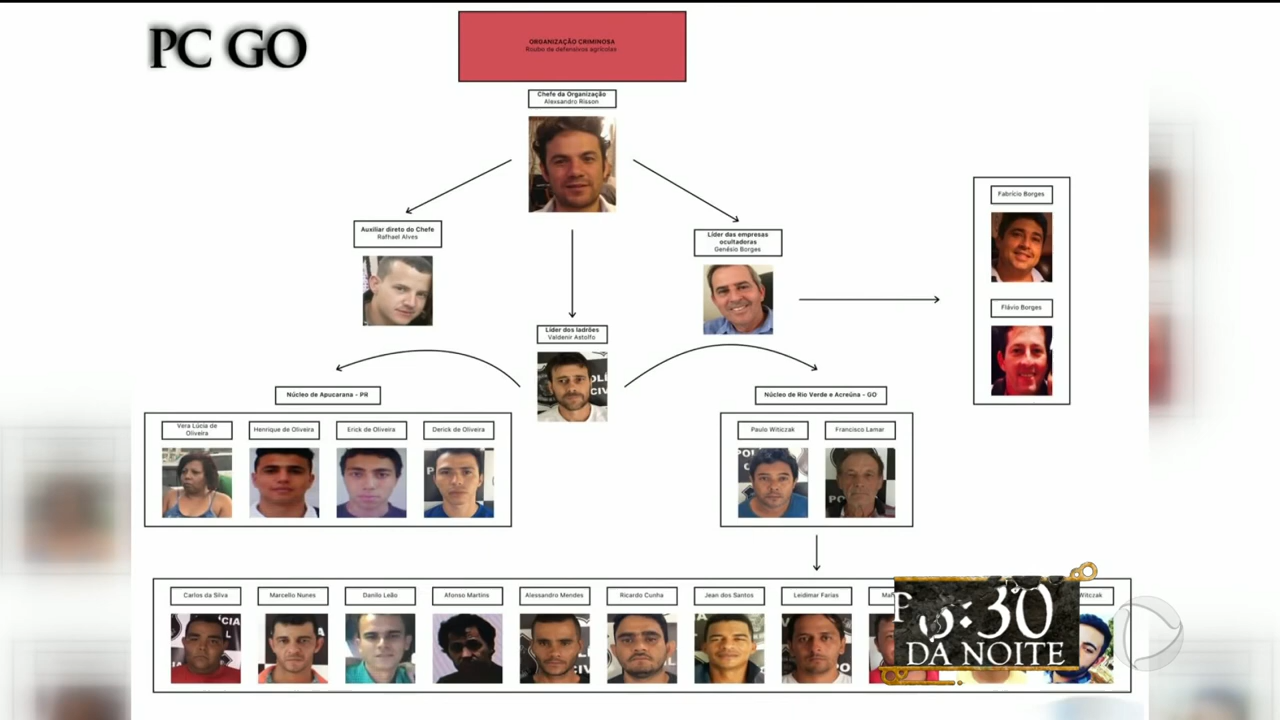 PC GO
ORGANIZAÇÃO CRIMINOSA
Roubo de defensivos agrícolas
Chefe da Organização
Alexsandro Risson
Auxiliar direto do Chefe
Rafhael Alves
Líder das empresas
ocultadoras
Genésio Borges
Fabrício Borges
Flávio Borges
Líder dos ladrões
Valdenir Astolfo
Núcleo de Apucarana - PR
Núcleo de Rio Verde e Acreúna - GO
Vera Lúcia de
Oliveira
Henrique de Oliveira
Erick de Oliveira
Derick de Oliveira
Paulo Witiczak
Francisco Lamar
Carlos da Silva
Marcello Nunes
Danilo Leão
Afonso Martins
Alessandro Mendes
Ricardo Cunha
Jean dos Santos
Leidimar Farias
Witczak
:30
DA NOITE